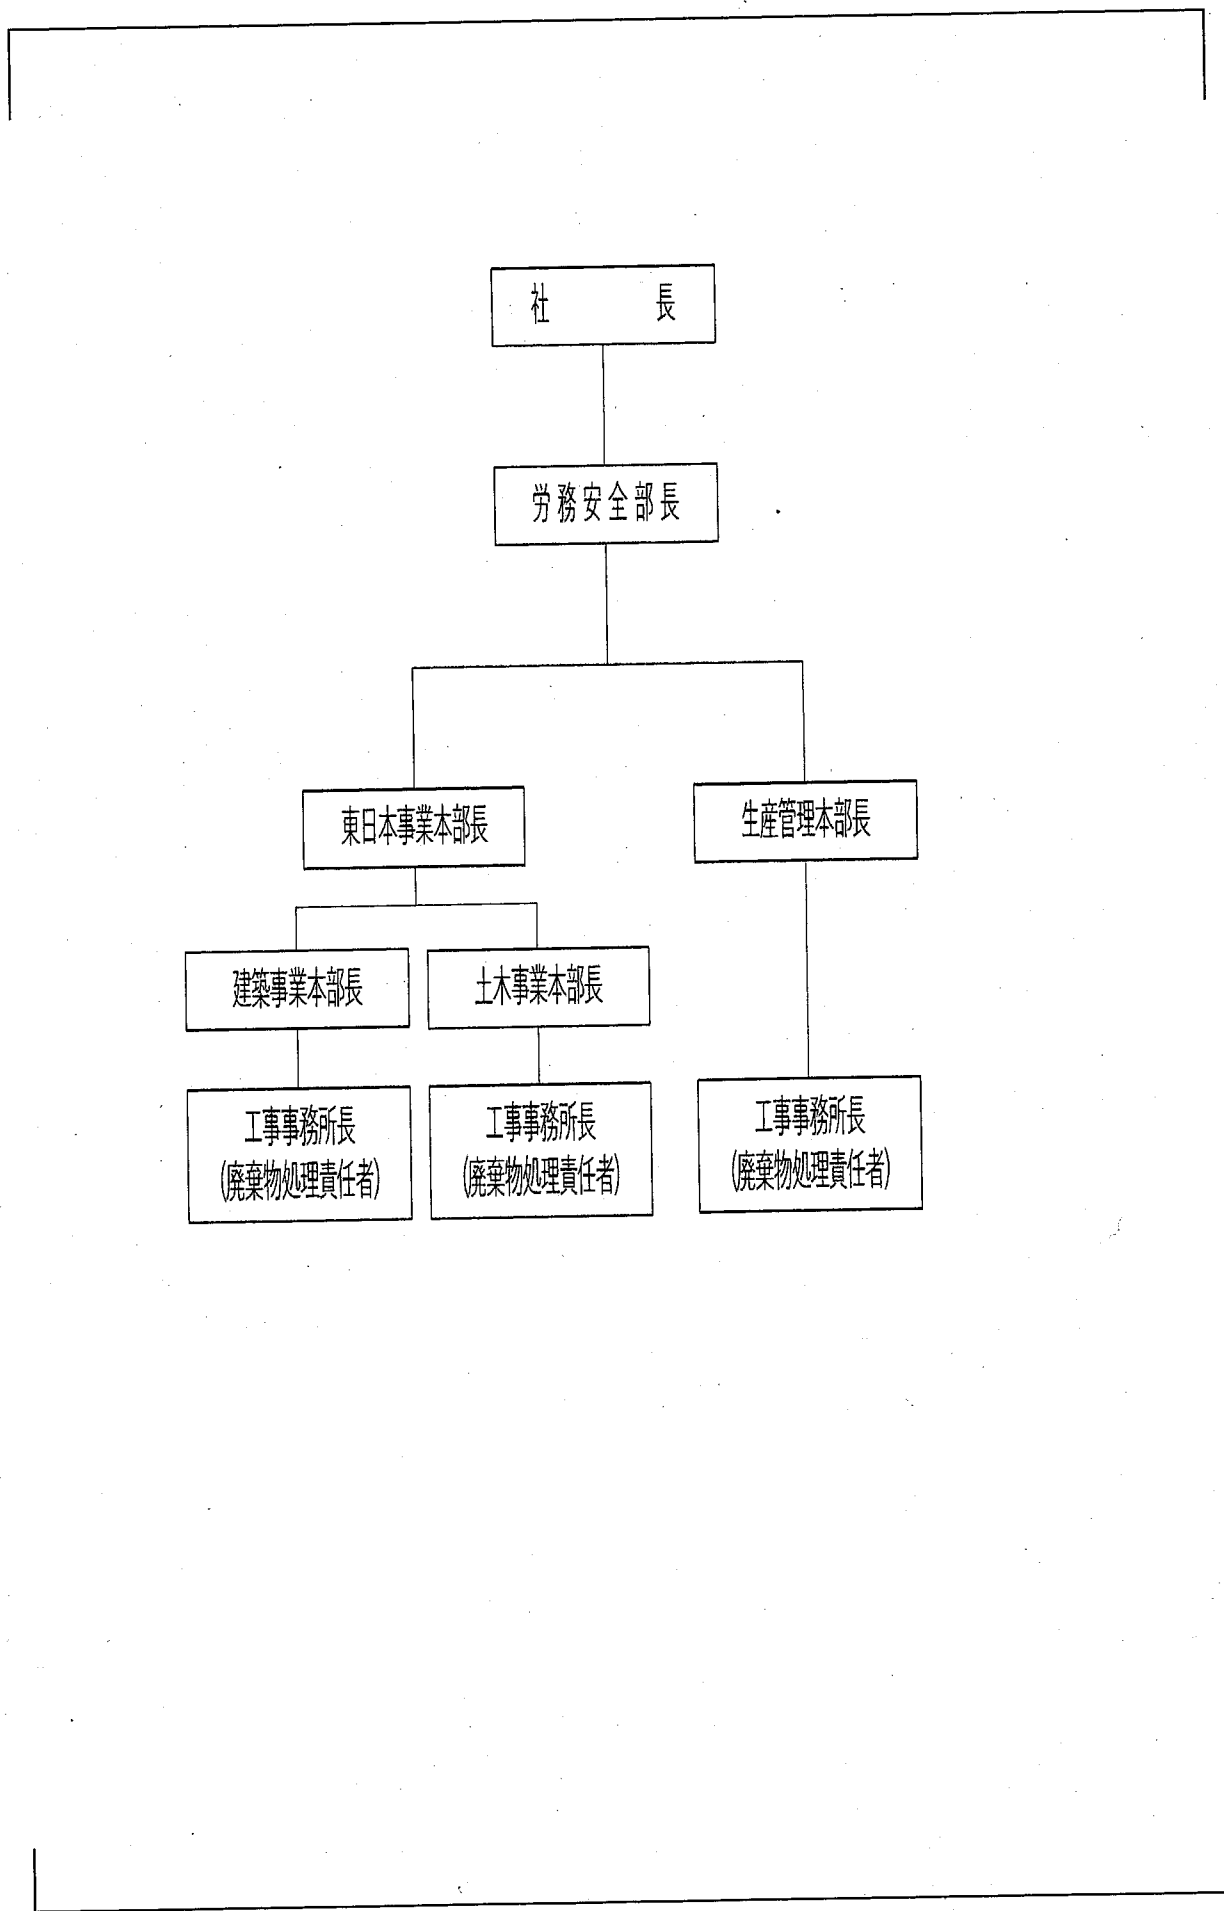 社長
労務安全部長
東日本事業本部長
生産管理本部長
建築事業本部長
土木事業本部長
工事事務所長
(廃棄物処理責任者)
工事事務所長
(廃棄物処理責任者)
工事事務所長
(廃棄物処理責任者)